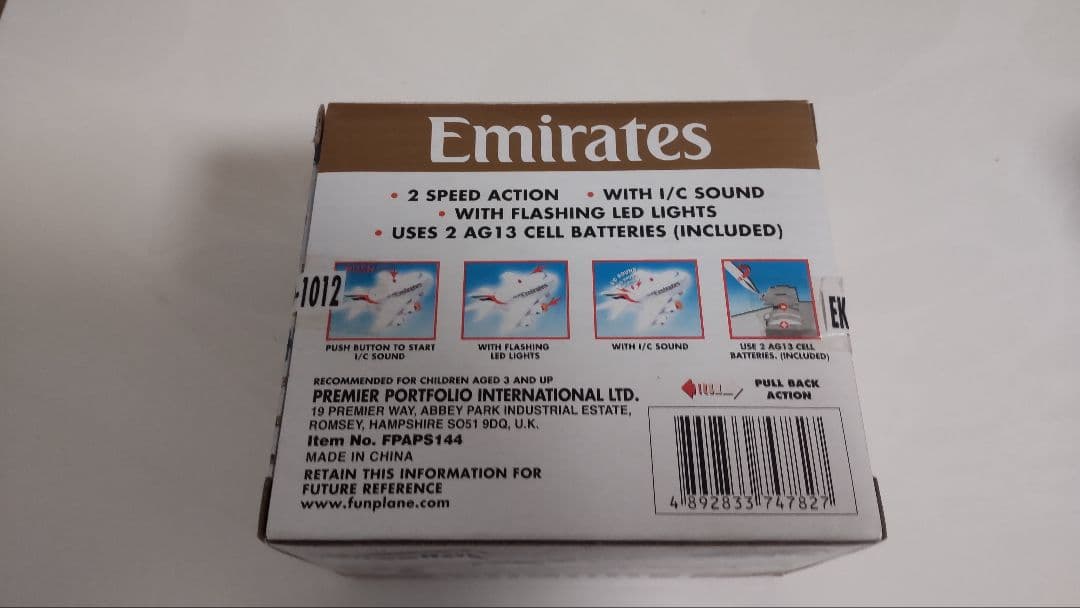 Emirates
• 2 SPEED ACTION • WITH I/C SOUND
• WITH FLASHING LED LIGHTS
• USES 2 AG13 CELL BATTERIES (INCLUDED)
-1012
EK
PUSH BUTTON TO START
I/C SOUND
WITH FLASHING
LED LIGHTS
WITH I/C SOUND
USE 2 AG13 CELL
BATTERIES. (INCLUDED)
RECOMMENDED FOR CHILDREN AGED 3 AND UP
PREMIER PORTFOLIO INTERNATIONAL LTD.
19 PREMIER WAY, ABBEY PARK INDUSTRIAL ESTATE,
ROMSEY, HAMPSHIRE SO51 9DQ, U.K.
Item No. FPAPS144
MADE IN CHINA
RETAIN THIS INFORMATION FOR
FUTURE REFERENCE
www.funplane.com
PULL BACK
ACTION
4 892833 747827